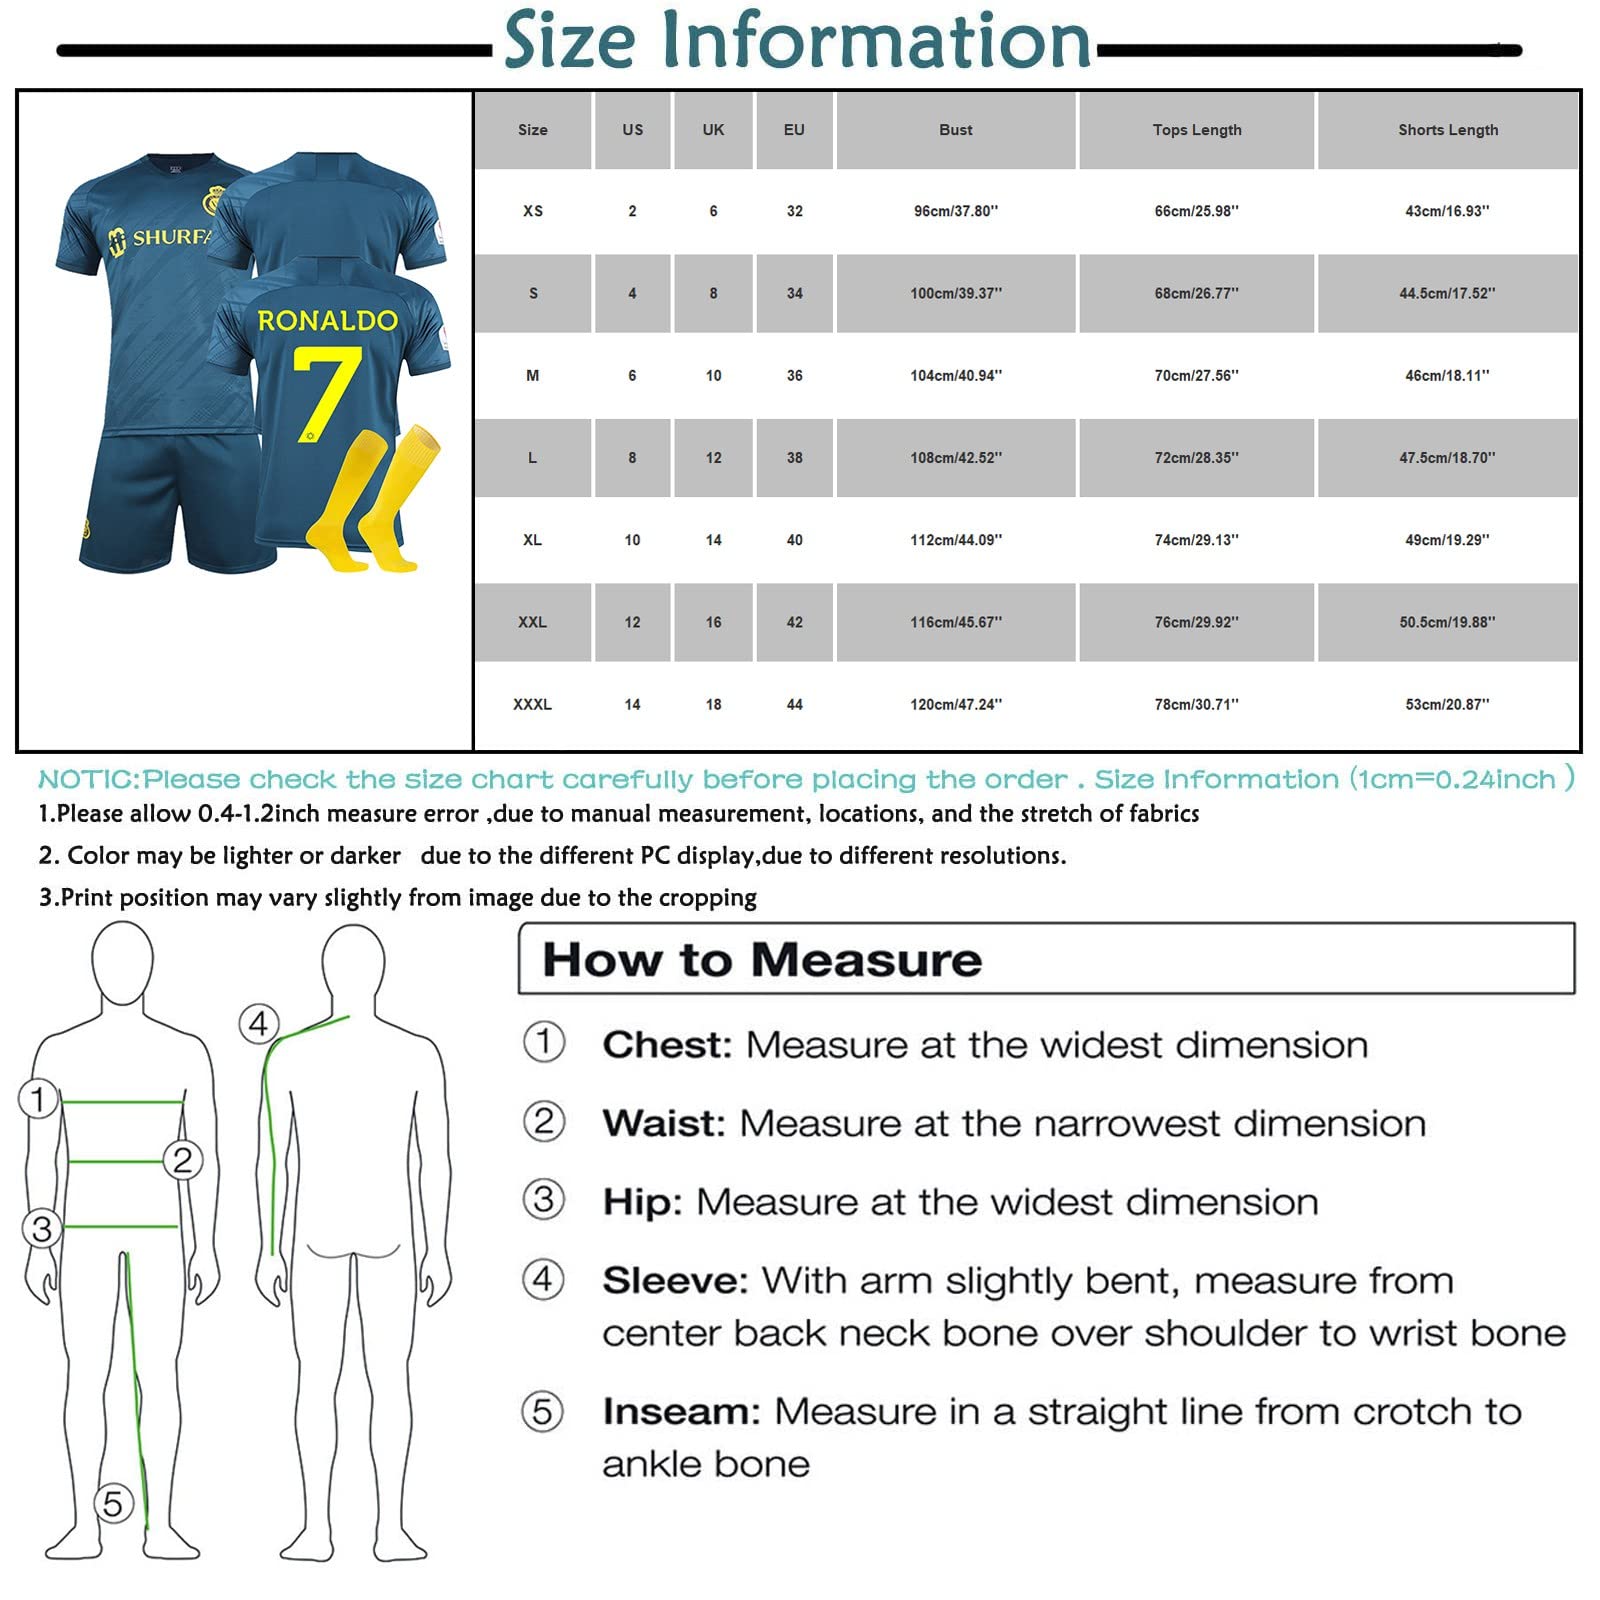 Size Information
SHURFA
RONALDO
7
Size US UK EU Bust Tops Length Shorts Length
XS 2 6 32 96cm/37.80'' 66cm/25.98'' 43cm/16.93''
S 4 8 34 100cm/39.37'' 68cm/26.77'' 44.5cm/17.52''
M 6 10 36 104cm/40.94'' 70cm/27.56'' 46cm/18.11''
L 8 12 38 108cm/42.52'' 72cm/28.35'' 47.5cm/18.70''
XL 10 14 40 112cm/44.09'' 74cm/29.13'' 49cm/19.29''
XXL 12 16 42 116cm/45.67'' 76cm/29.92'' 50.5cm/19.88''
XXXL 14 18 44 120cm/47.24'' 78cm/30.71'' 53cm/20.87''
NOTIC:Please check the size chart carefully before placing the order . Size Information (1cm=0.24inch )
1.Please allow 0.4-1.2inch measure error ,due to manual measurement, locations, and the stretch of fabrics
2. Color may be lighter or darker due to the different PC display,due to different resolutions.
3.Print position may vary slightly from image due to the cropping
1
2
3
5
4
How to Measure
1 Chest: Measure at the widest dimension
2 Waist: Measure at the narrowest dimension
3 Hip: Measure at the widest dimension
4 Sleeve: With arm slightly bent, measure from
center back neck bone over shoulder to wrist bone
5 Inseam: Measure in a straight line from crotch to
ankle bone